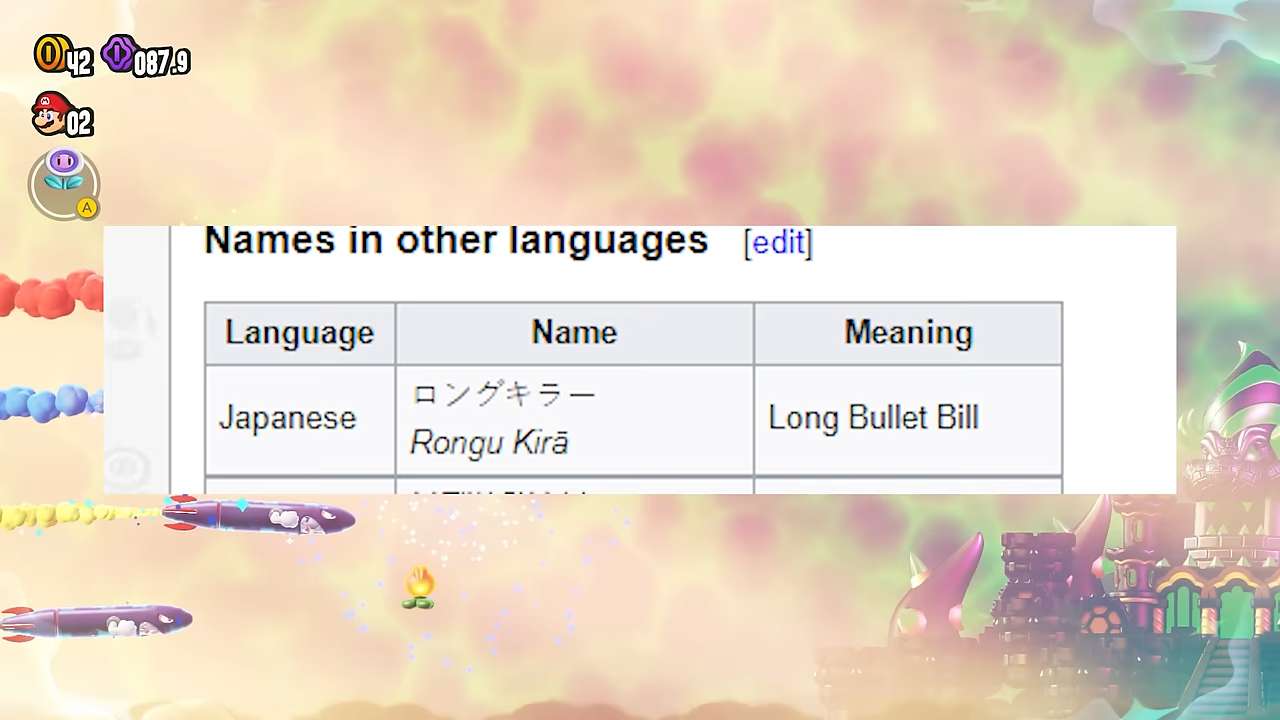 42 087.9
02
A
Names in other languages [edit]
Language Name Meaning
Japanese ロングキラー Long Bullet Bill
Rongu Kirā